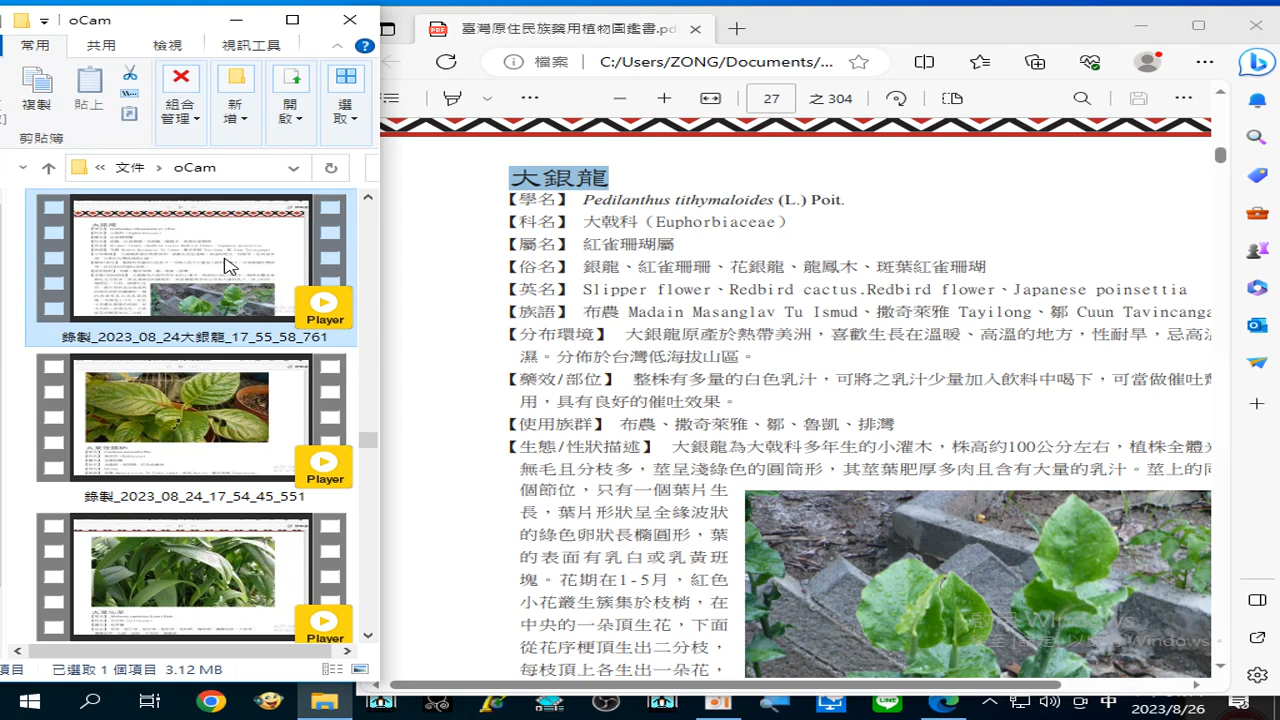 oCam
臺灣原住民族藥用植物圖鑑書.pd
常用 共用 檢視 視訊工具
檔案 C:/Users/ZONG/Documents/...
複製 貼上 組合管理 新增 開啟 選取
剪貼簿
27 之 304
文件 oCam
大銀龍
【學名】 Pedilanthus tithymaloides (L.) Poit.
【科名】 大戟科（Euphorbiaceae）
【屬名】 紅雀珊瑚屬
【俗名】 銀龍、紅雀珊珊、花銀龍、
、斑葉紅雀珊瑚
【英名】 Slipper flower、Redbird cactus.Redbird flower、Japanese poinsettia
【族語】 布農 Madain Masanglav Tu Ismud、撒奇萊雅 Tayilong、鄒 Cuun Tavincanga
【分布環境】 大銀龍原產於熱帶美洲，喜歡生長在溫暖、高溫的地方，性耐旱，忌高溫
濕。分佈於台灣低海拔山區。
【藥效/部位】 整株有多量的白色乳汁，可將之乳汁少量加入飲料中喝下，可當做催吐劑
用，具有良好的催吐效果。
【使用族群】 布農、撒奇萊雅、鄒、魯凱、排灣
【生態/性狀描述】 大銀龍為大戟科多年生的小灌木，株高約100公分左右，植株全體光
無毛且分枝多，莖呈淺綠色的圓筒形，其莖葉肥厚多肉且含有大量的乳汁。莖上的同
個節位，只有一個葉片生
長，葉片形狀呈全緣波狀
的綠色卵狀長橢圓形，葉
的表面有乳白或乳黃斑
塊。花期在1-5月，紅色
小花叢生簇集於枝梢，在
中央的一朵頂生花，下面
從花序梗頂生出二分枝，
每枝頂上各生出一朵花，
Player
錄製_2023_08_24大銀龍_17_55_58_761
Player
錄製_2023_08_24_17_54_45_551
Player
項目 已選取 1 個項目 3.12 MB
LINE
中
2023/8/26